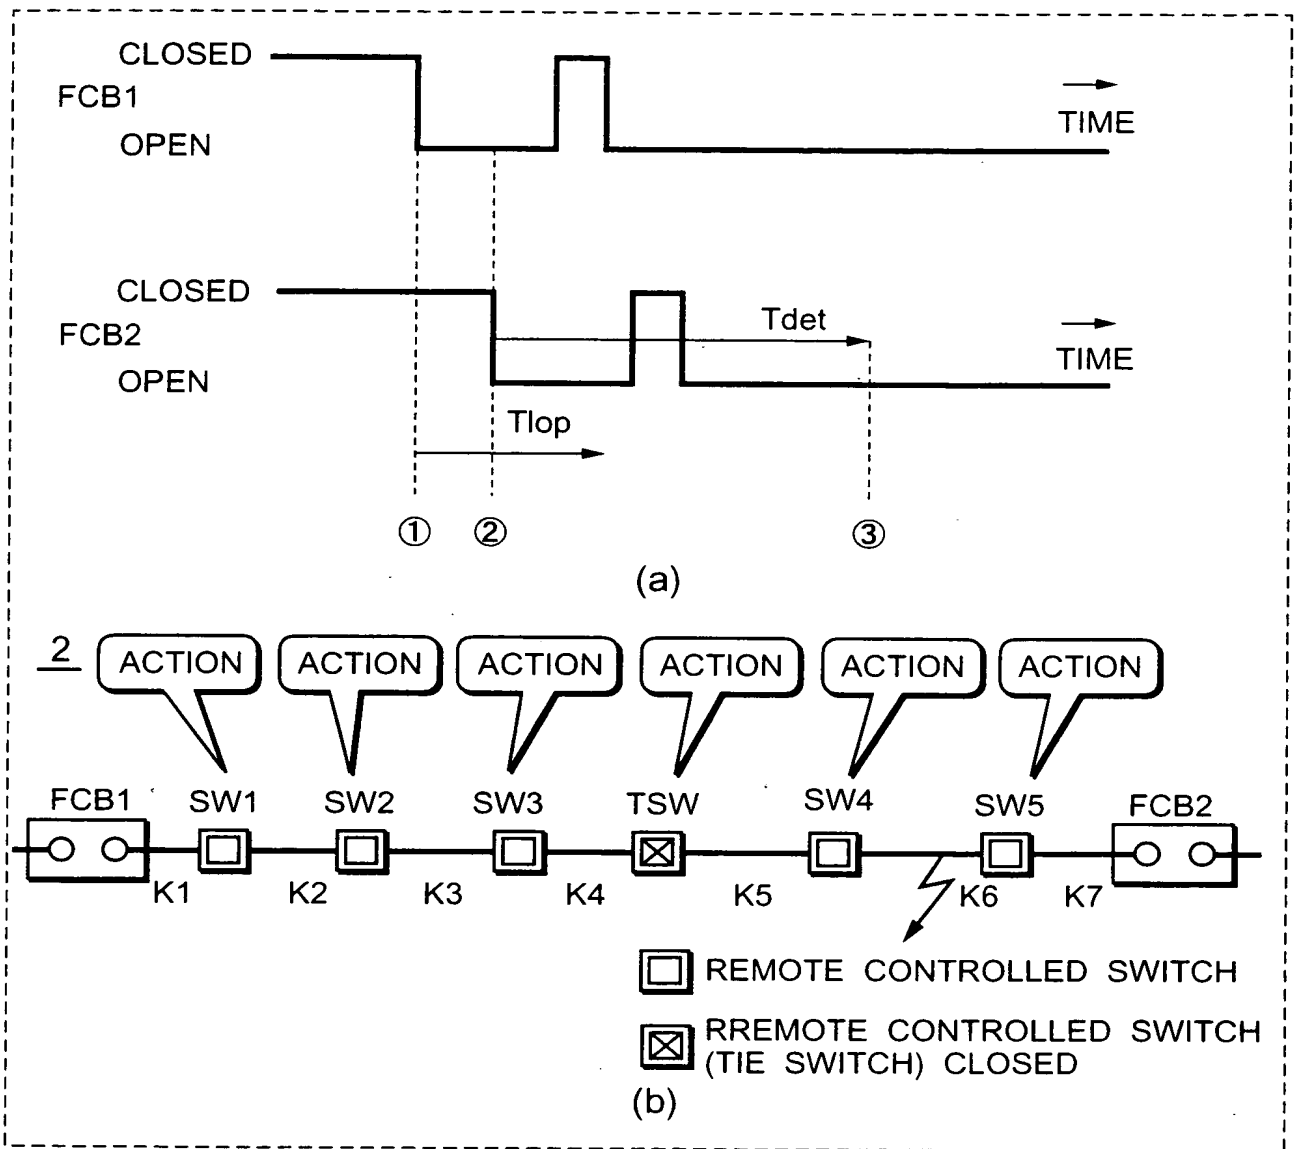 CLOSED
FCB1
OPEN
TIME
CLOSED
FCB2
OPEN
Tdet
TIME
Tlop
① ② ③
(a)
2 ACTION ACTION ACTION ACTION ACTION ACTION
FCB1 SW1 SW2 SW3 TSW SW4 SW5 FCB2
K1 K2 K3 K4 K5 K6 K7
REMOTE CONTROLLED SWITCH
RREMOTE CONTROLLED SWITCH
(TIE SWITCH) CLOSED
(b)